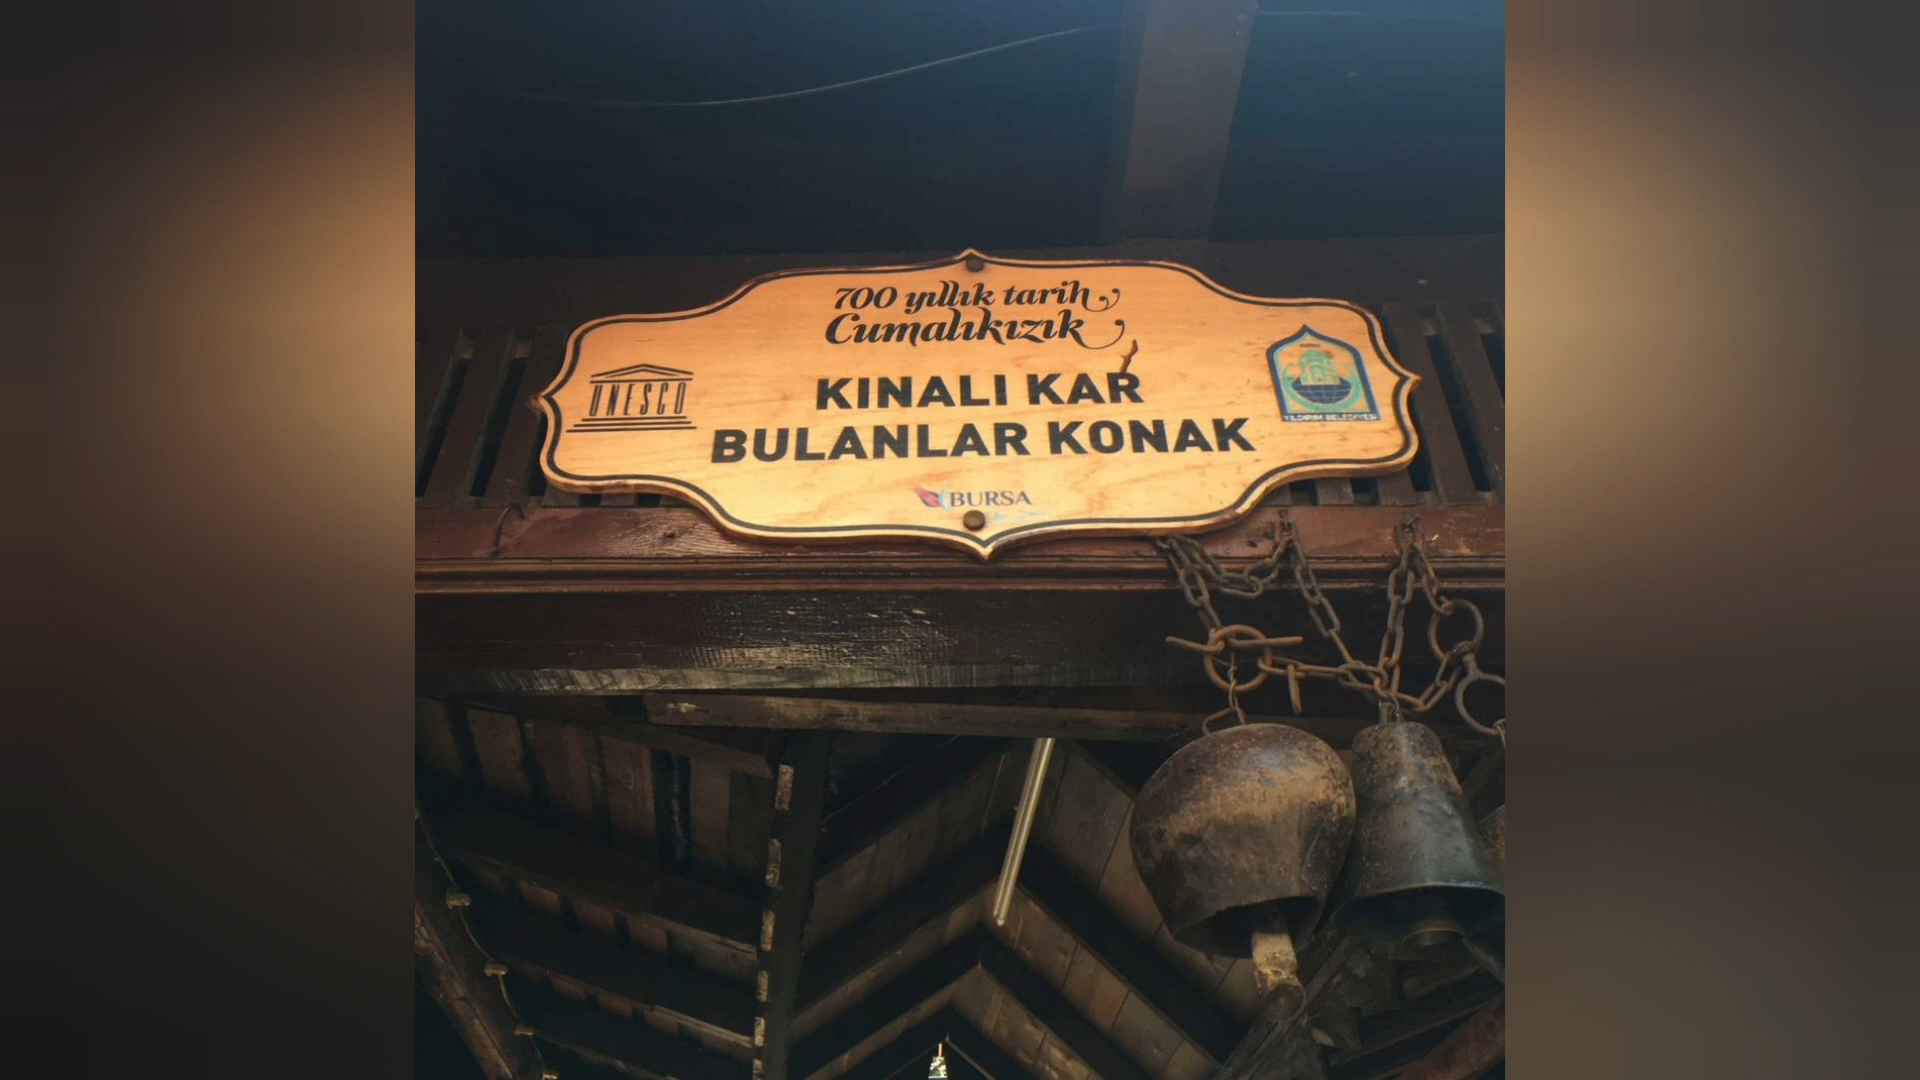 700 yıllık tarih
Cumalıkızık
UNESCO
KINALI KAR
BULANLAR KONAK
YILDIRIM BELEDİYESİ
BURSA